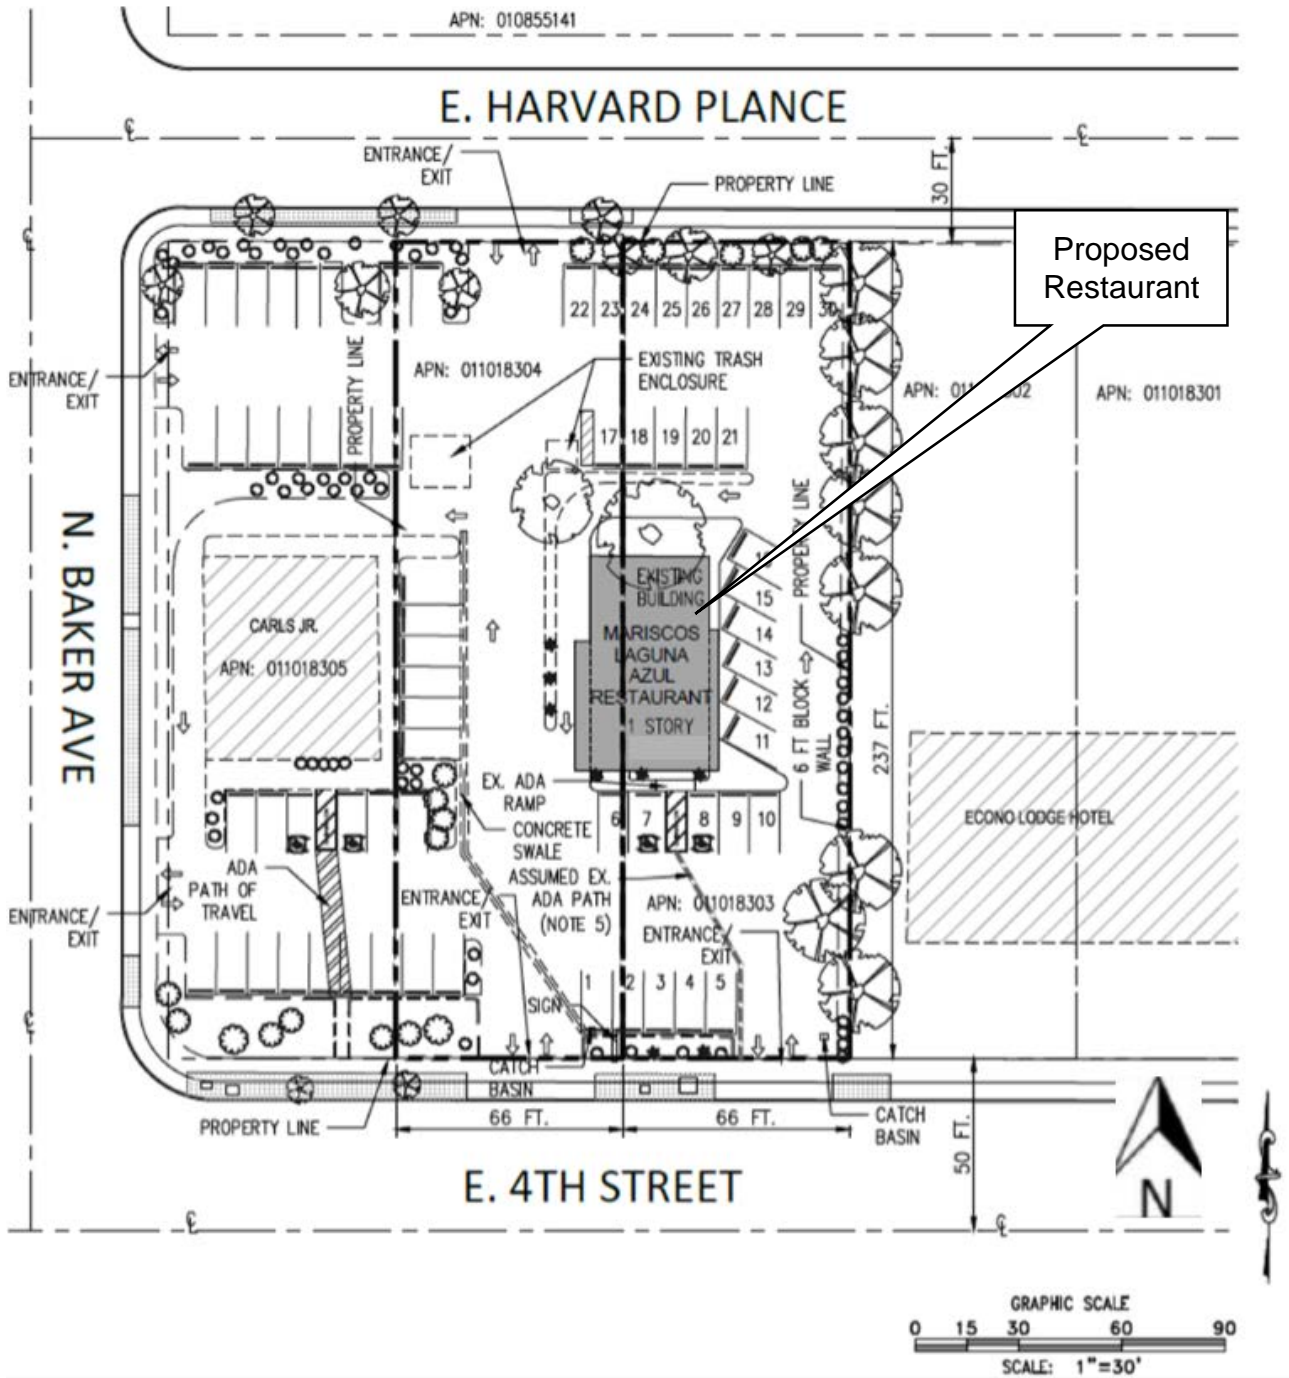 APN: 010855141
E. HARVARD PLANCE
℄
℄
ENTRANCE/
EXIT
PROPERTY LINE
30 FT.
Proposed
Restaurant
℄
22 23 24 25 26 27 28 29 30
ENTRANCE/
EXIT
PROPERTY LINE
APN: 011018304
EXISTING TRASH
ENCLOSURE
APN: 011018301
17 18 19 20 21
N. BAKER AVE
PROPERTY LINE
EXISTING
BUILDING
15
CARLS JR.
APN: 011018305
MARISCOS
LAGUNA
AZUL
RESTAURANT
1 STORY
14
13
12
11
6 FT BLOCK
WALL
237 FT.
EX. ADA
RAMP
CONCRETE
SWALE
6 7 8 9 10
ECONO LODGE HOTEL
ADA
PATH OF
TRAVEL
ASSUMED EX.
ADA PATH
(NOTE 5)
APN: 011018303
ENTRANCE/
EXIT
ENTRANCE/
EXIT
ENTRANCE/
EXIT
1 2 3 4 5
SIGN
℄
CATCH
BASIN
PROPERTY LINE
66 FT.
66 FT.
CATCH
BASIN
50 FT.
N
E. 4TH STREET
℄
℄
GRAPHIC SCALE
0 15 30 60 90
SCALE: 1"=30'